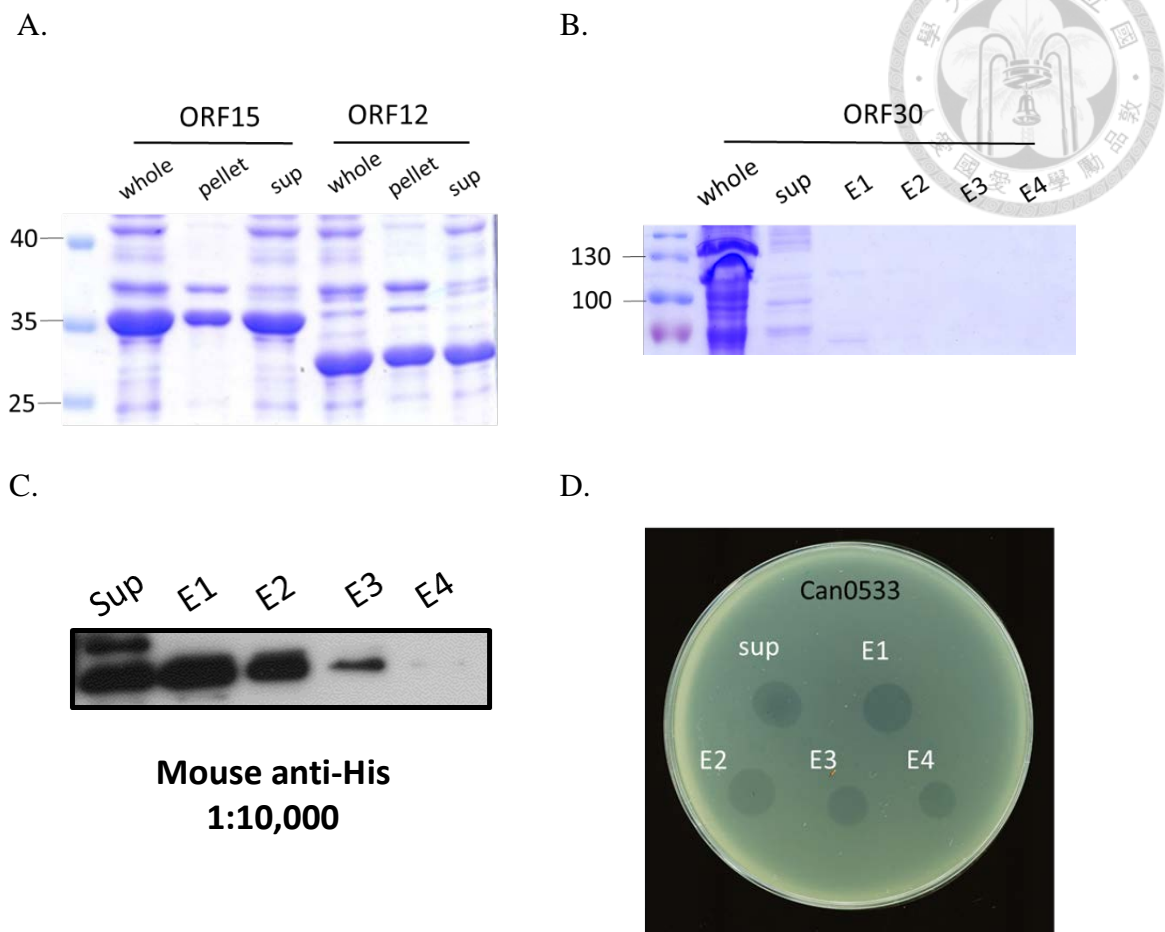 A.
ORF15 ORF12
whole pellet sup whole pellet sup
40
35
25
B.
ORF30
whole sup E1 E2 E3 E4
130
100
C.
Sup E1 E2 E3 E4
Mouse anti-His
1:10,000
D.
Can0533
sup E1
E2 E3 E4